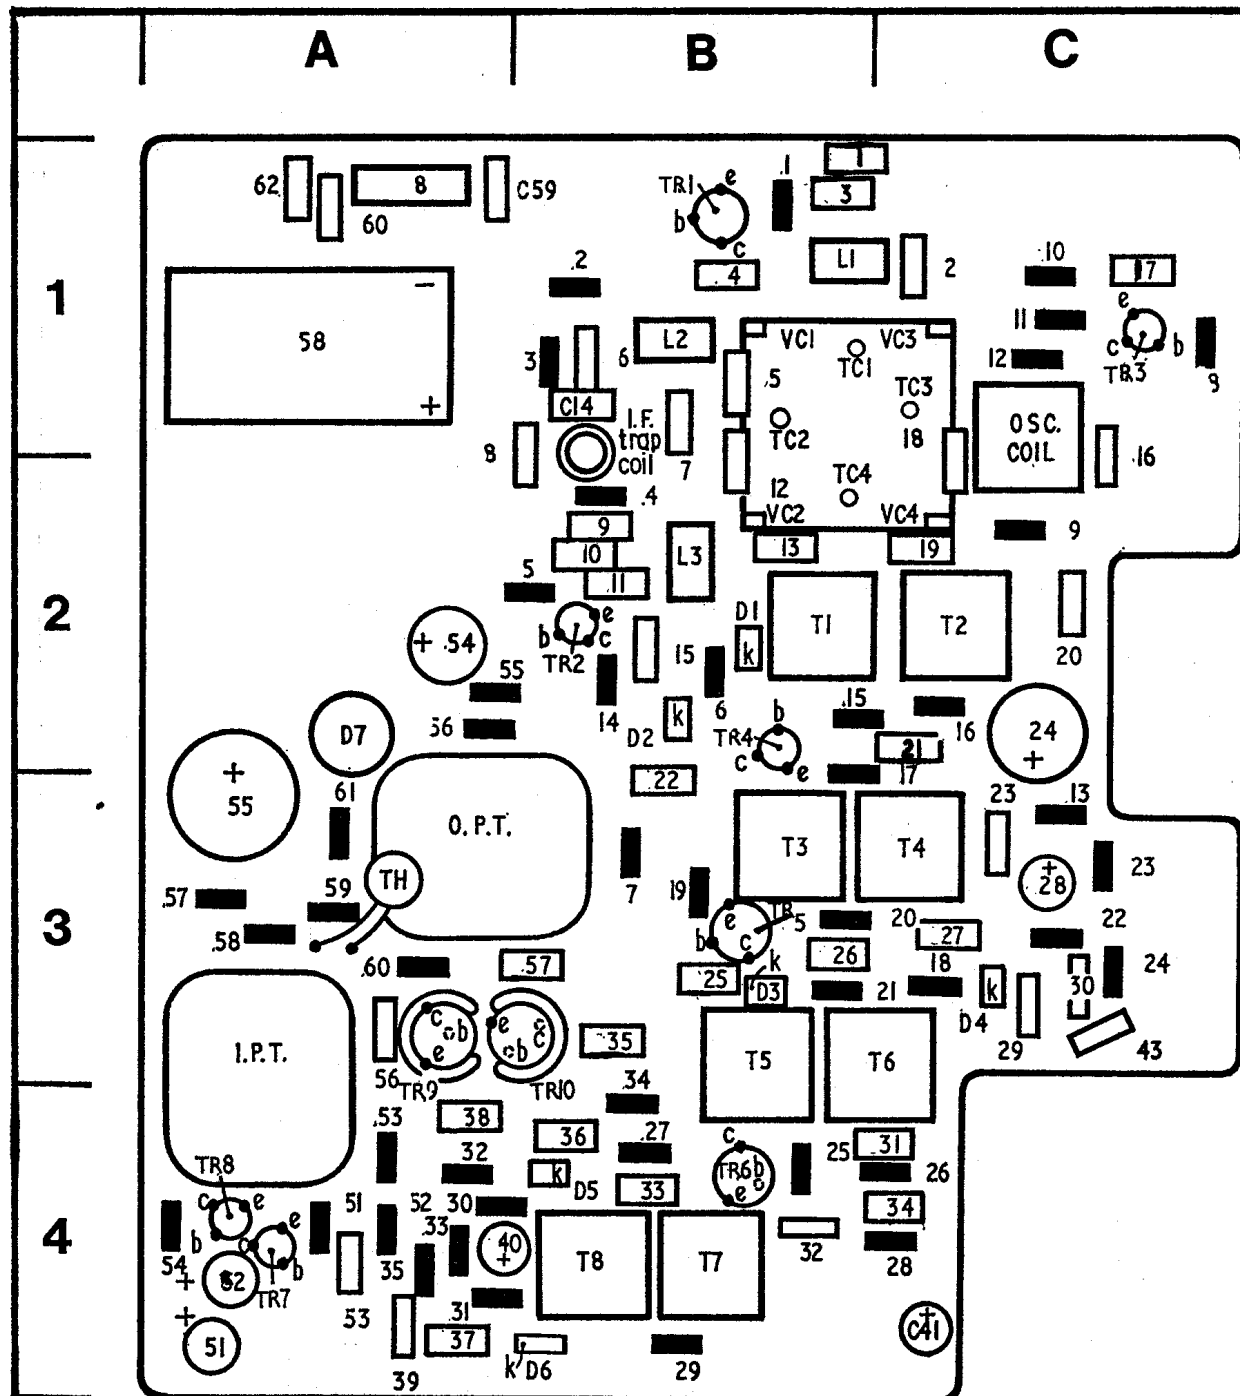 A B C
1
62
8
C59
60
TR1 e
b
c
.1
1
3
.4
L1
2
.10
17
.2
58
−
+
3
6
L2
VC1
VC3
TC1
.5
TC3
TC2
18
11
12
e
c
b
TR3
9
C14
I.F.
trap
coil
8
7
OSC.
COIL
.16
TC4
12
VC2
VC4
2
.4
9
10
11
5
L3
13
19
9
+ .54
55
56
D7
b
e
c
TR2
14
15
D1
k
6
T1
T2
20
D2
k
b
TR4
c
e
.15
16
21
17
24
+
3
+
55
61
O.P.T.
22
7
T3
T4
23
.13
+
28
23
TH
.57
59
.58
.60
19
e
TR
5
b
c
k
20
27
22
24
.57
25
D3
26
21
18
k
D4
30
29
43
I.P.T.
56
c
b
e
TR9
e
c
b
TR10
35
T5
T6
4
.34
.53
38
32
36
.27
k
D5
33
c
TR6 b
e
25
31
26
34
28
32
TR8
c
e
b
54
e
c
b
TR7
+
52
+
51
51
53
52
35
30
.33
.31
40
+
T8
T7
39
37
k
D6
29
+
C41